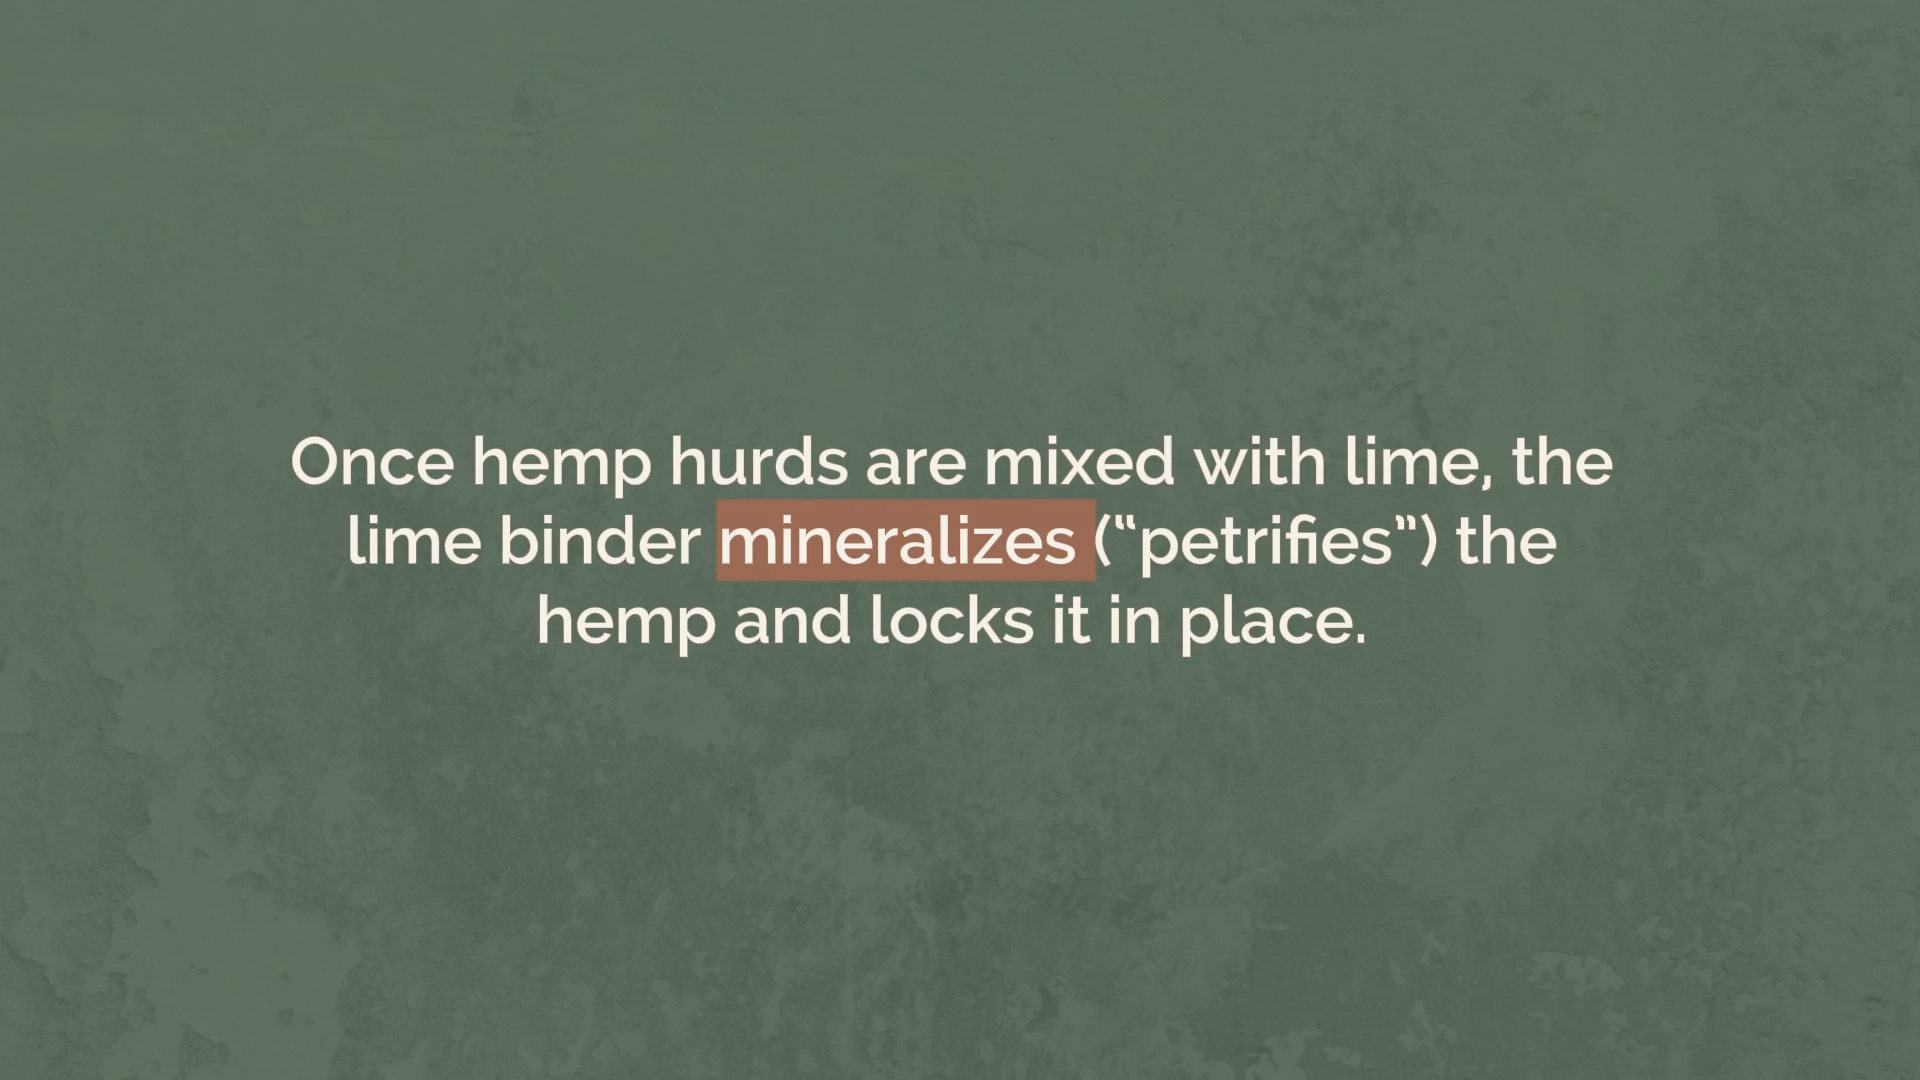 Once hemp hurds are mixed with lime, the
lime binder mineralizes (“petrifies”) the
hemp and locks it in place.